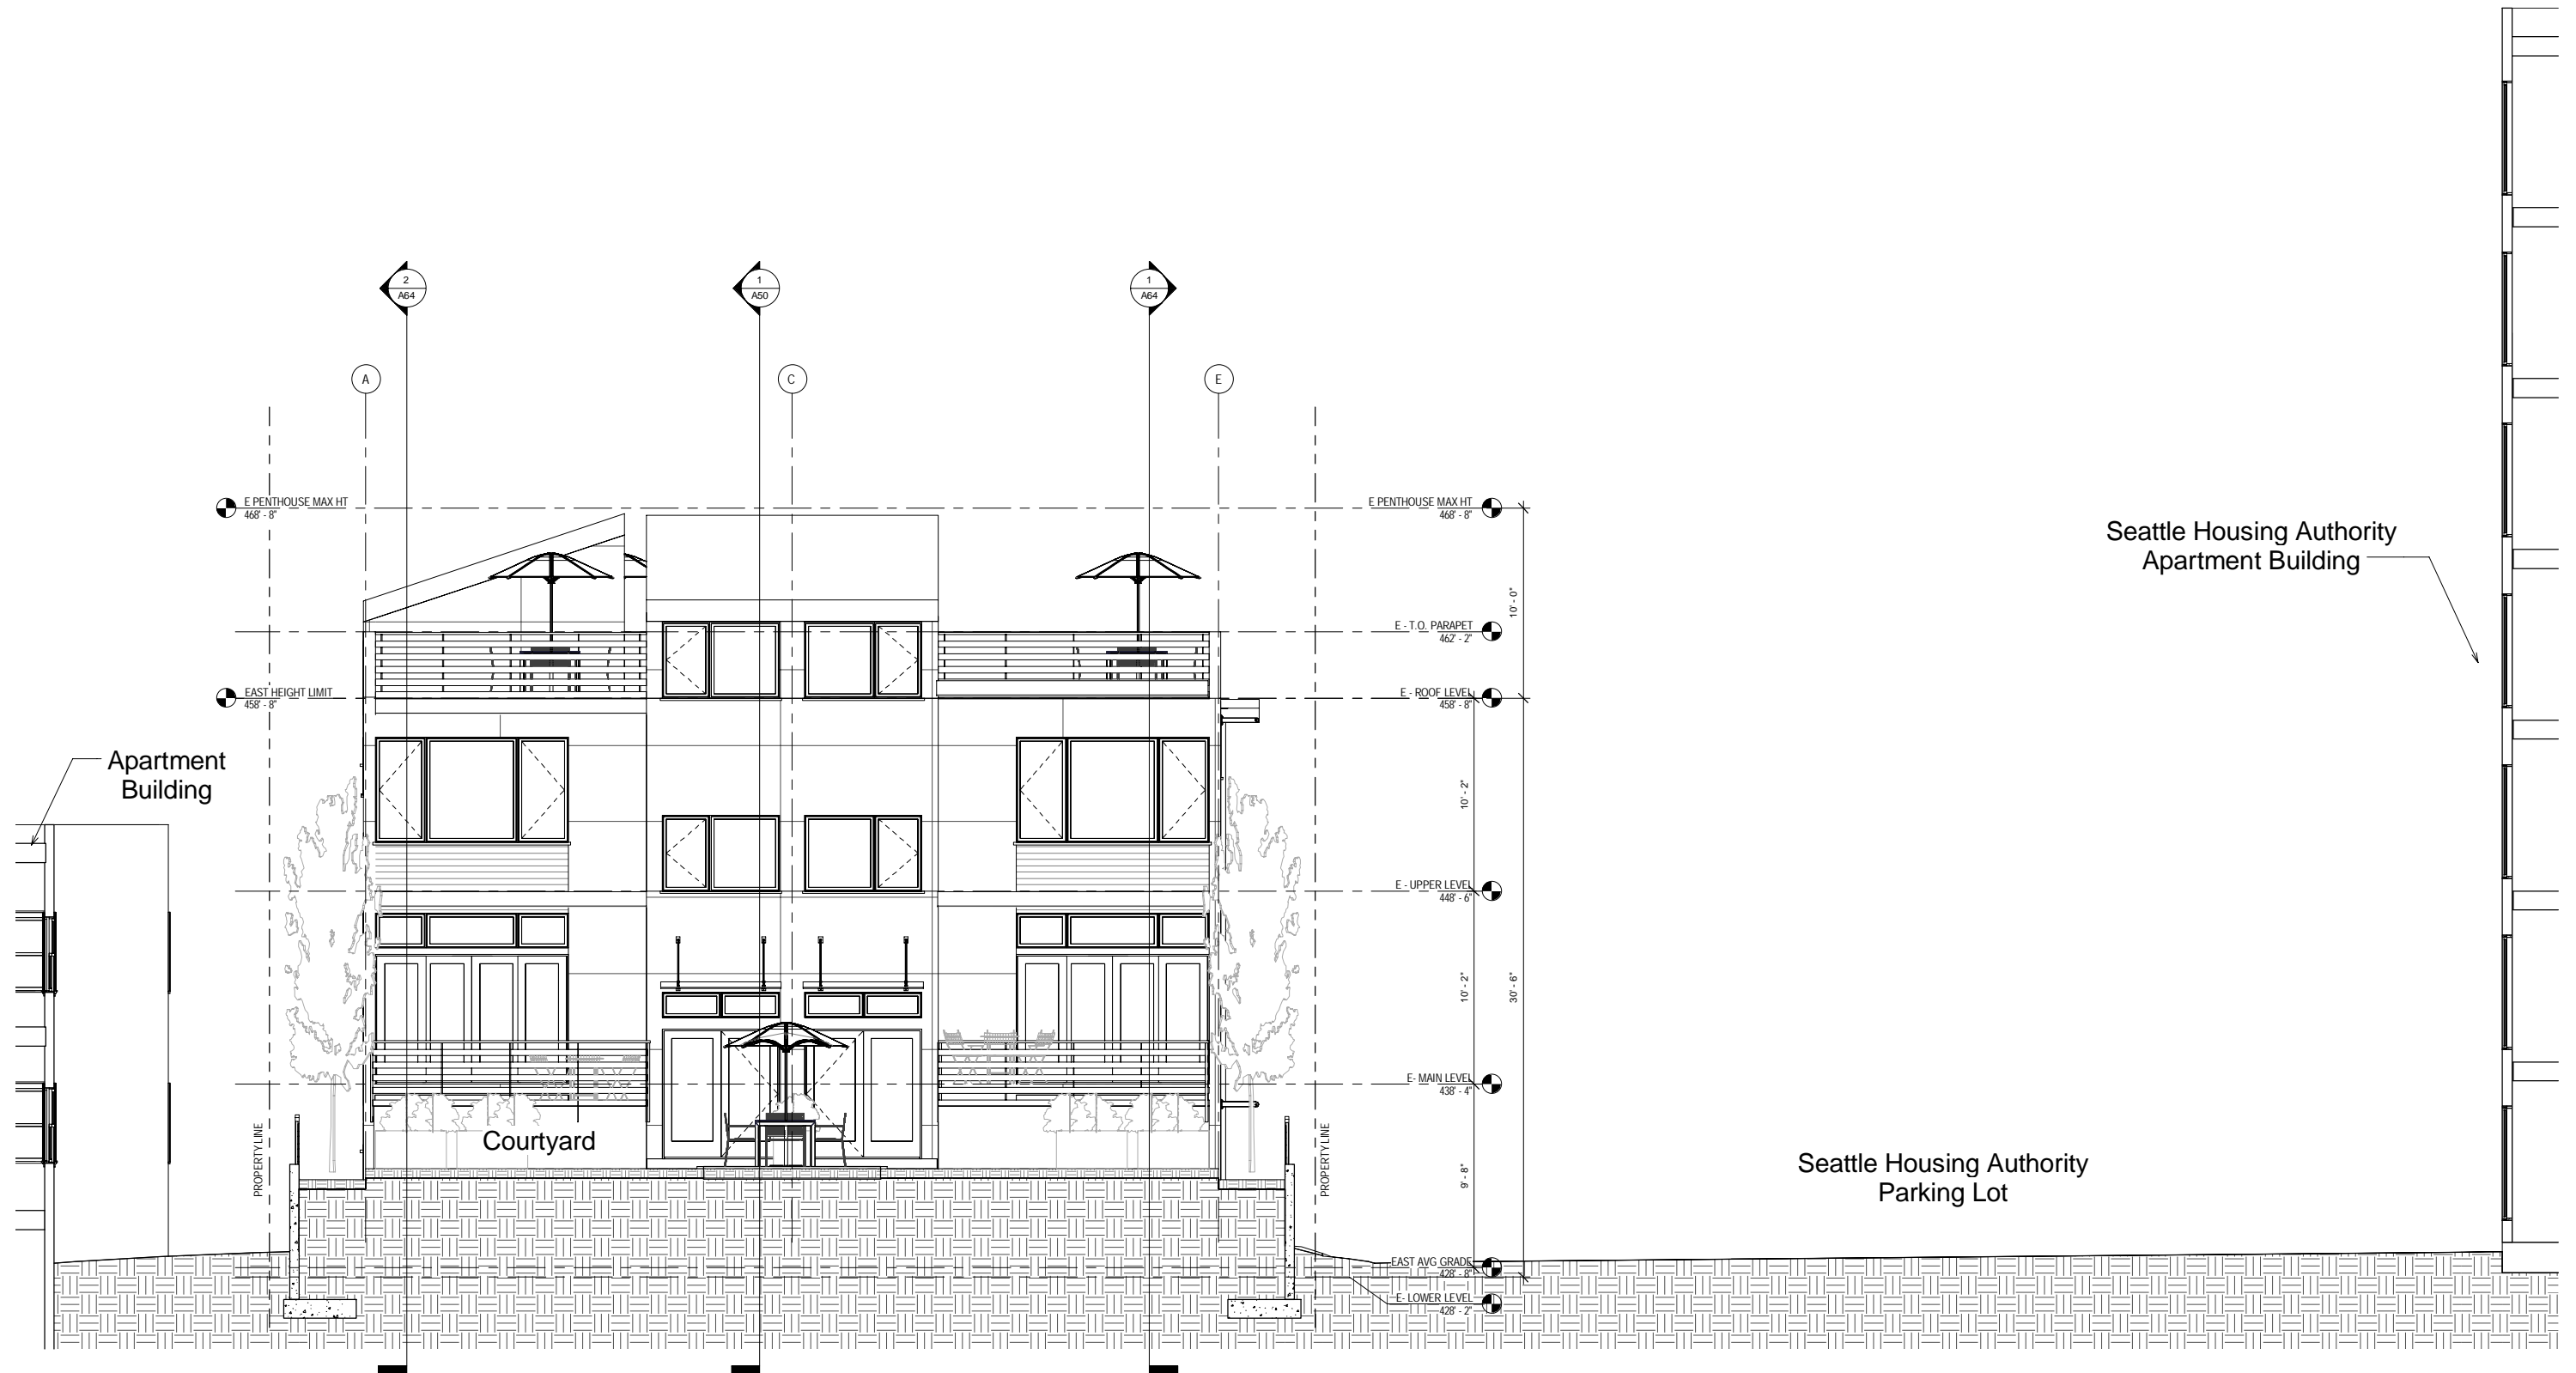 2
A64
1
A50
1
A64
A
C
E
E PENTHOUSE MAX HT
468' - 8"
E PENTHOUSE MAX HT
468' - 8"
Seattle Housing Authority
Apartment Building
10' - 0"
E - T.O. PARAPET
462' - 2"
EAST HEIGHT LIMIT
458' - 8"
E - ROOF LEVEL
458' - 8"
Apartment
Building
10' - 2"
E - UPPER LEVEL
448' - 6"
10' - 2"
30' - 6"
E- MAIN LEVEL
438' - 4"
Courtyard
PROPERTY LINE
PROPERTY LINE
9' - 8"
Seattle Housing Authority
Parking Lot
EAST AVG GRADE
428' - 8"
E- LOWER LEVEL
428' - 2"